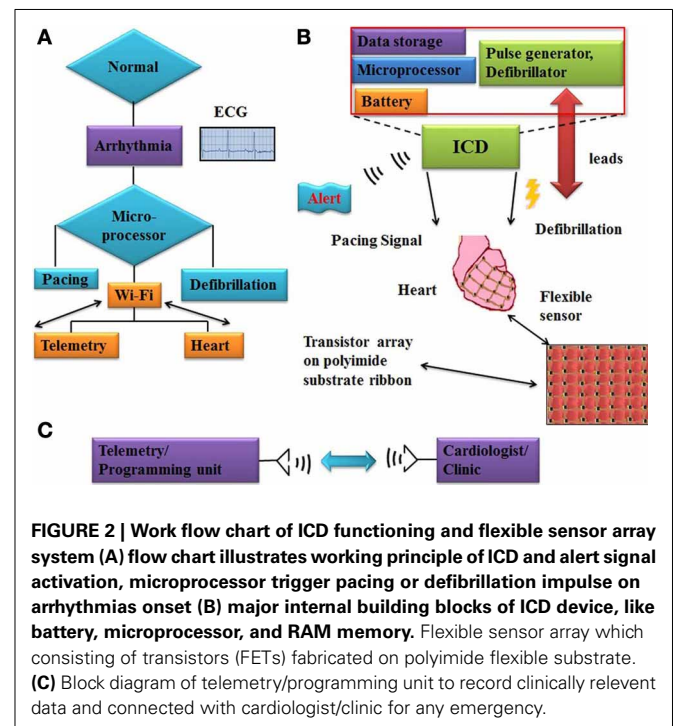 A
Normal
ECG
Arrhythmia
Micro-
processor
Pacing
Wi-Fi
Defibrillation
Telemetry
Heart
B
Data storage
Microprocessor
Battery
Pulse generator,
Defibrillator
ICD
leads
Alert
Pacing Signal
Defibrillation
Heart
Flexible
sensor
Transistor array
on polyimide
substrate ribbon
C
Telemetry/
Programming unit
Cardiologist/
Clinic
FIGURE 2 | Work flow chart of ICD functioning and flexible sensor array
system (A) flow chart illustrates working principle of ICD and alert signal
activation, microprocessor trigger pacing or defibrillation impulse on
arrhythmias onset (B) major internal building blocks of ICD device, like
battery, microprocessor, and RAM memory. Flexible sensor array which
consisting of transistors (FETs) fabricated on polyimide flexible substrate.
(C) Block diagram of telemetry/programming unit to record clinically relevent
data and connected with cardiologist/clinic for any emergency.